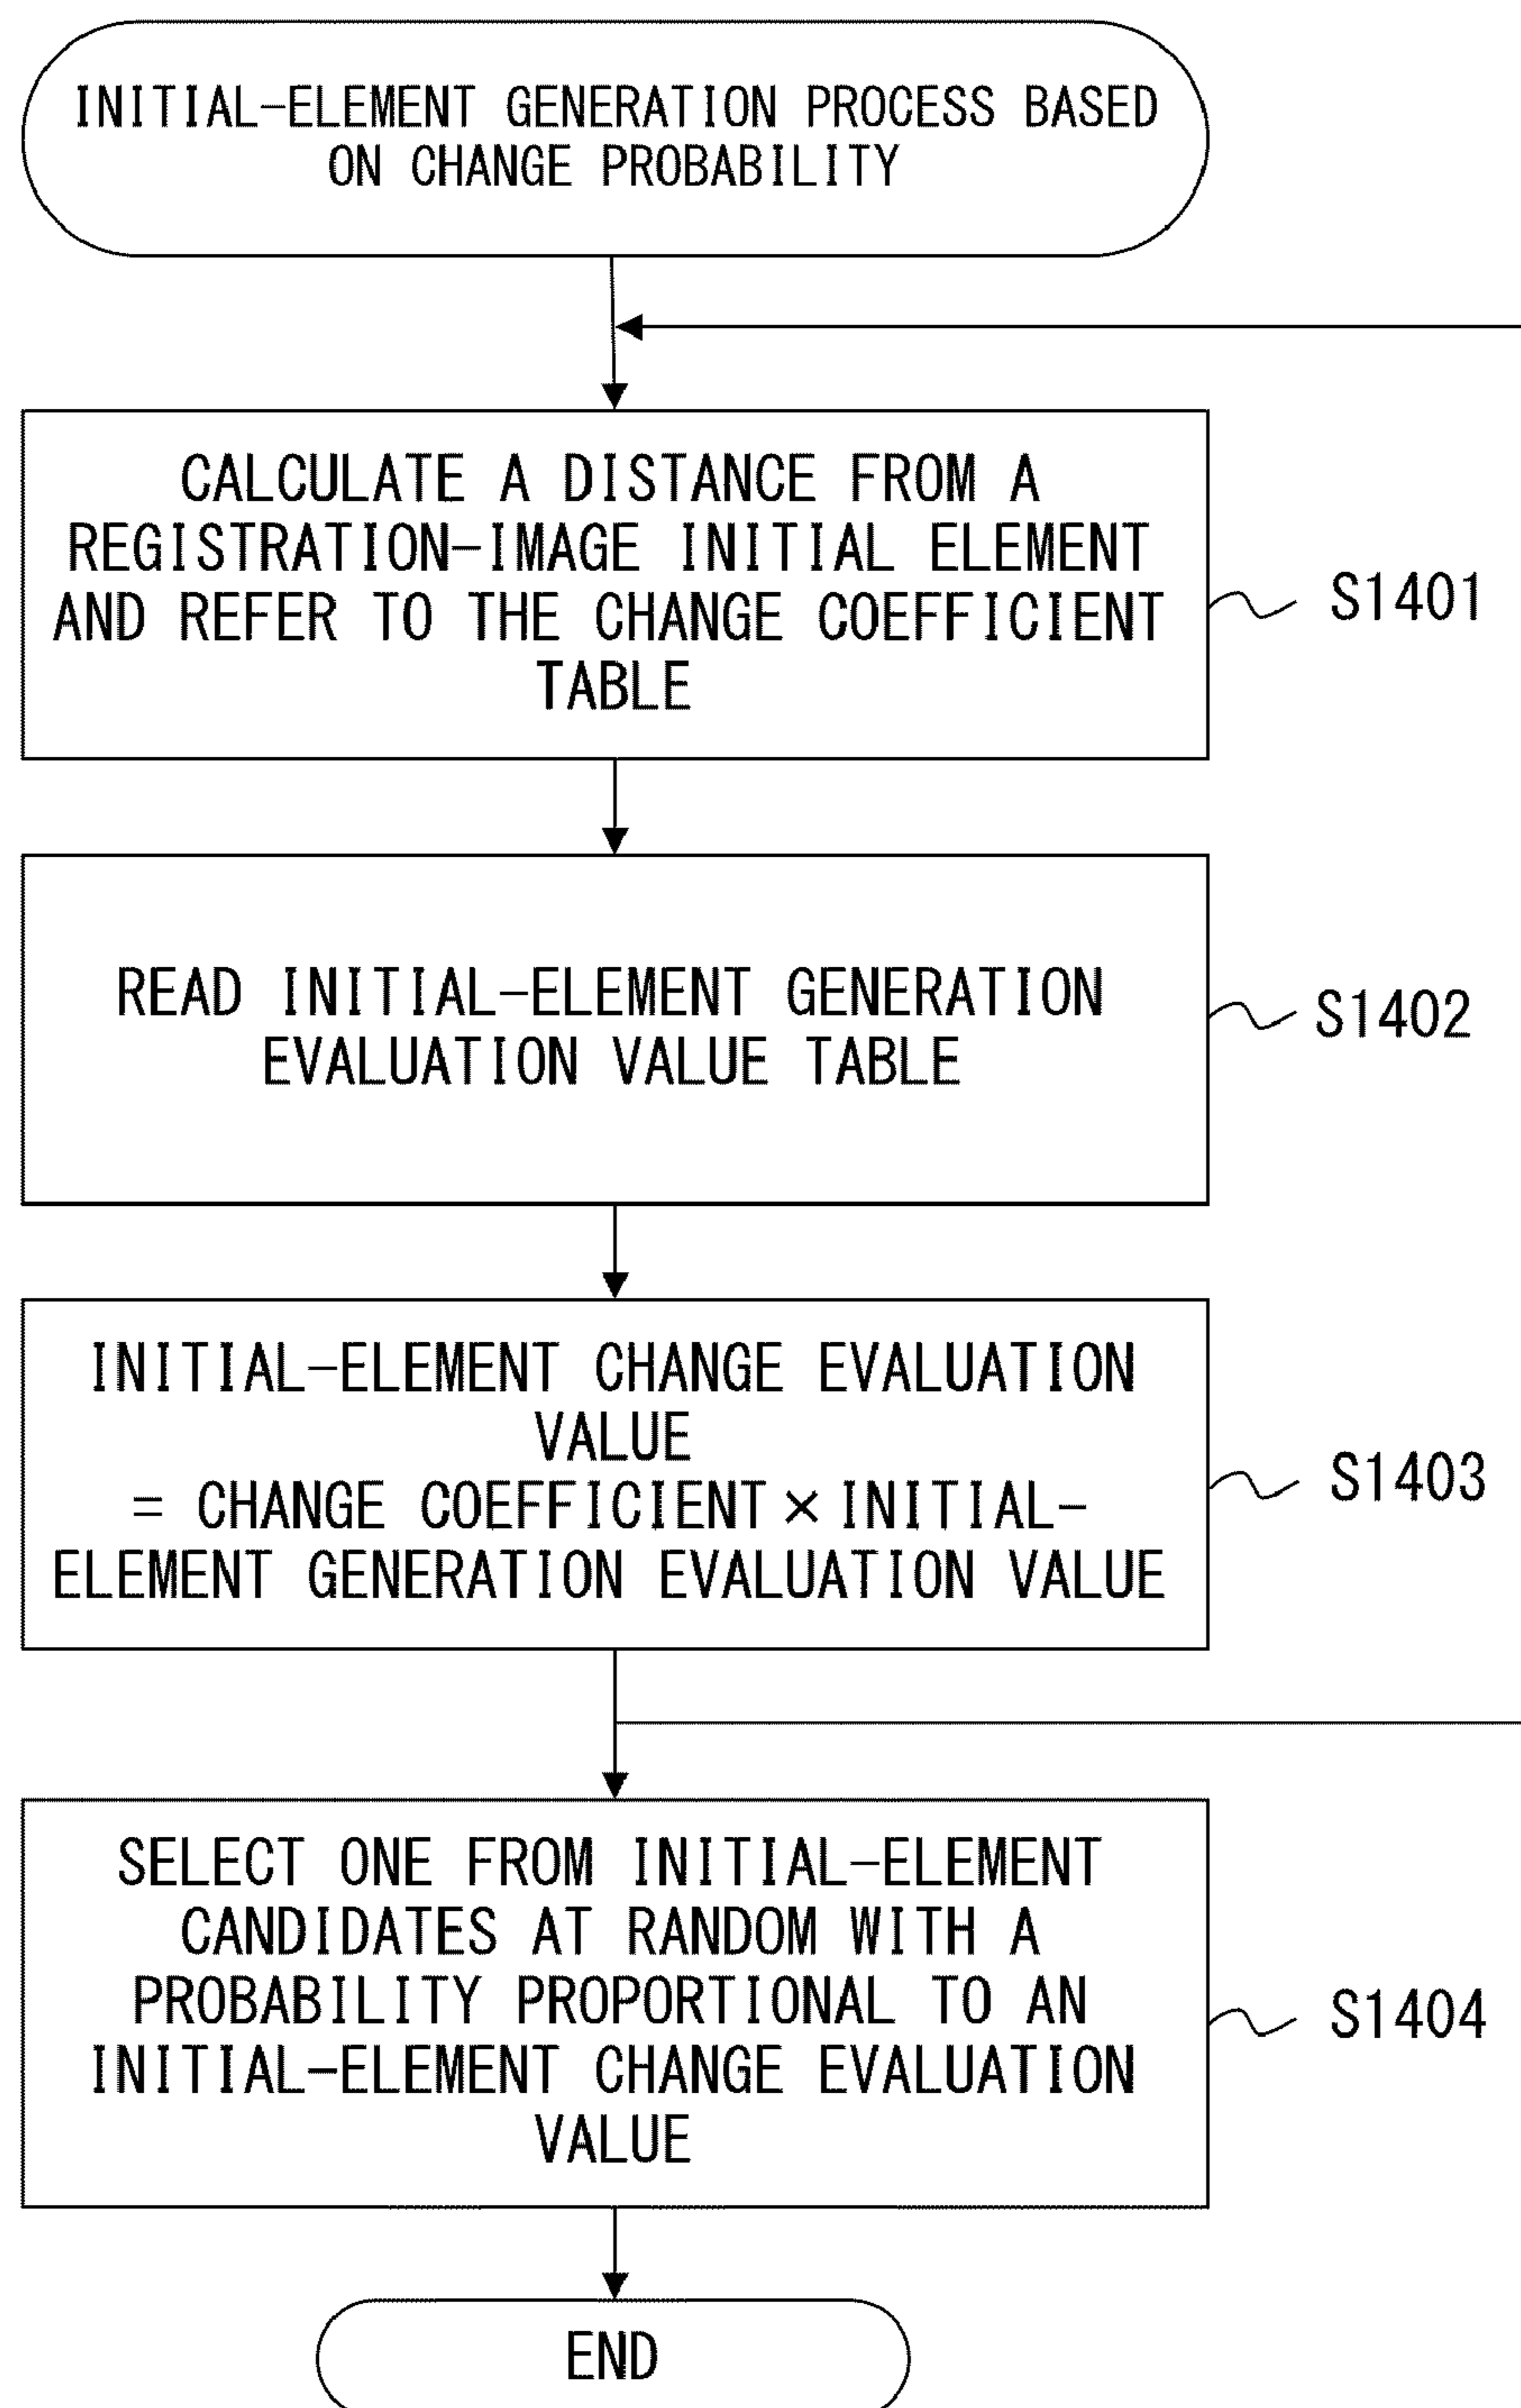 INITIAL-ELEMENT GENERATION PROCESS BASED
ON CHANGE PROBABILITY
CALCULATE A DISTANCE FROM A
REGISTRATION-IMAGE INITIAL ELEMENT
AND REFER TO THE CHANGE COEFFICIENT
TABLE
S1401
READ INITIAL-ELEMENT GENERATION
EVALUATION VALUE TABLE
S1402
INITIAL-ELEMENT CHANGE EVALUATION
VALUE
= CHANGE COEFFICIENT × INITIAL-
ELEMENT GENERATION EVALUATION VALUE
S1403
SELECT ONE FROM INITIAL-ELEMENT
CANDIDATES AT RANDOM WITH A
PROBABILITY PROPORTIONAL TO AN
INITIAL-ELEMENT CHANGE EVALUATION
VALUE
S1404
END